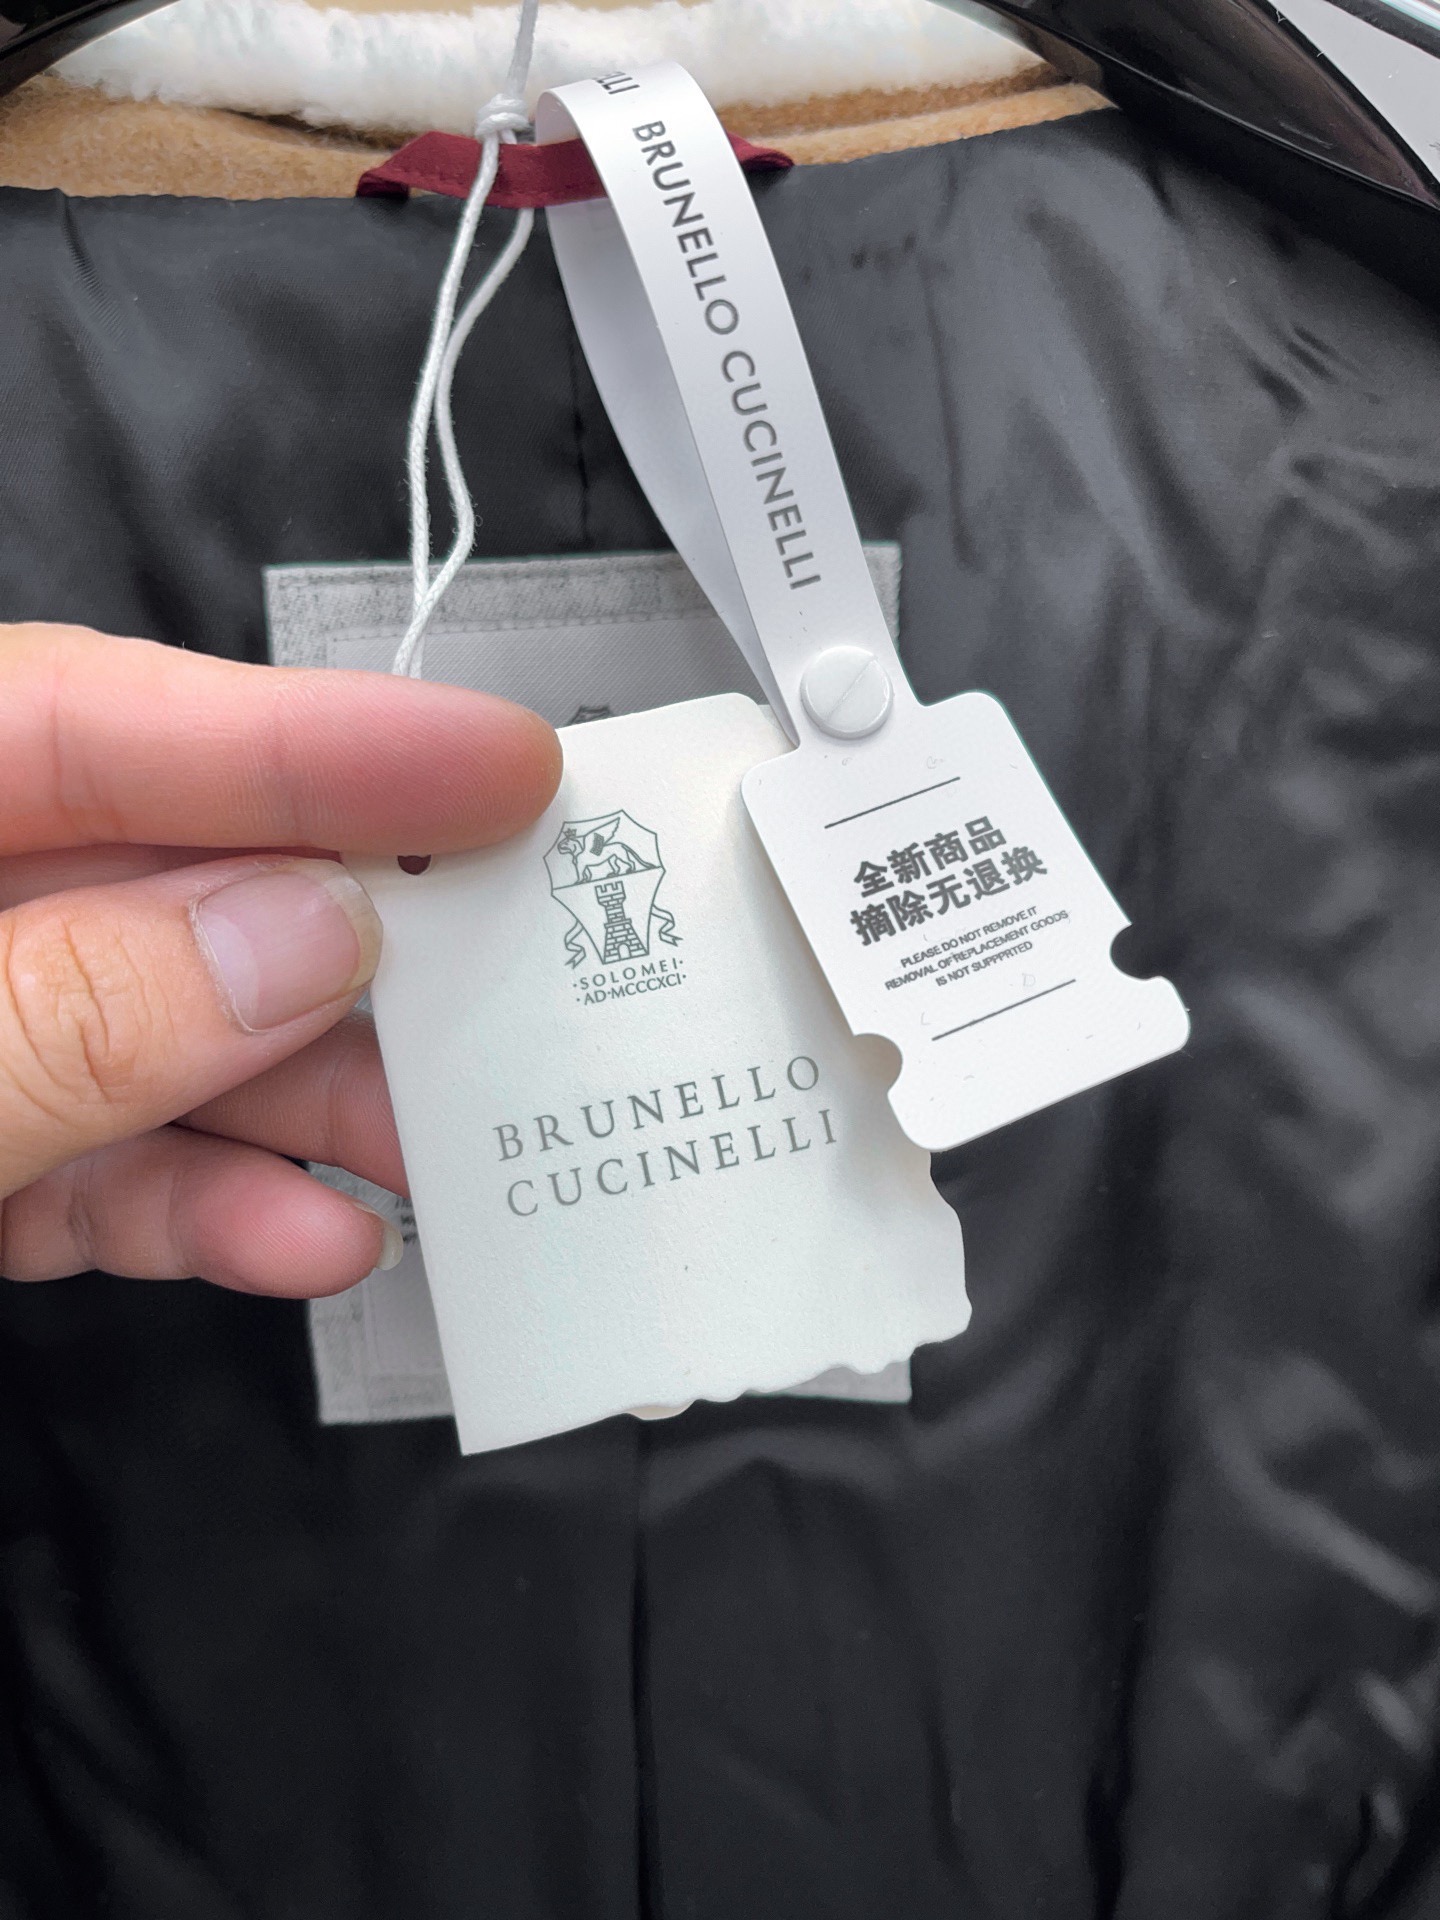 ELLI
BRUNELLO CUCINELLI
全新商品
摘除无退换
PLEASE DO NOT REMOVE IT
REMOVAL OF REPLACEMENT GOODS
IS NOT SUPPPRTED
·SOLOMEI·
·AD·MCCCXCI·
BRUNELLO
CUCINELLI